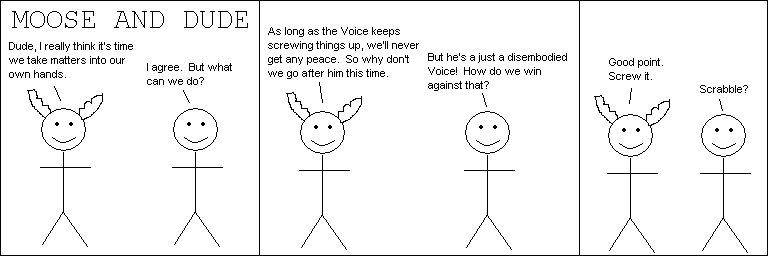 MOOSE AND DUDE
Dude, I really think it's time
we take matters into our
own hands.
I agree.  But what
can we do?
As long as the Voice keeps
screwing things up, we'll never
get any peace.  So why don't
we go after him this time.
But he's a just a disembodied
Voice!  How do we win
against that?
Good point.
Screw it.
Scrabble?